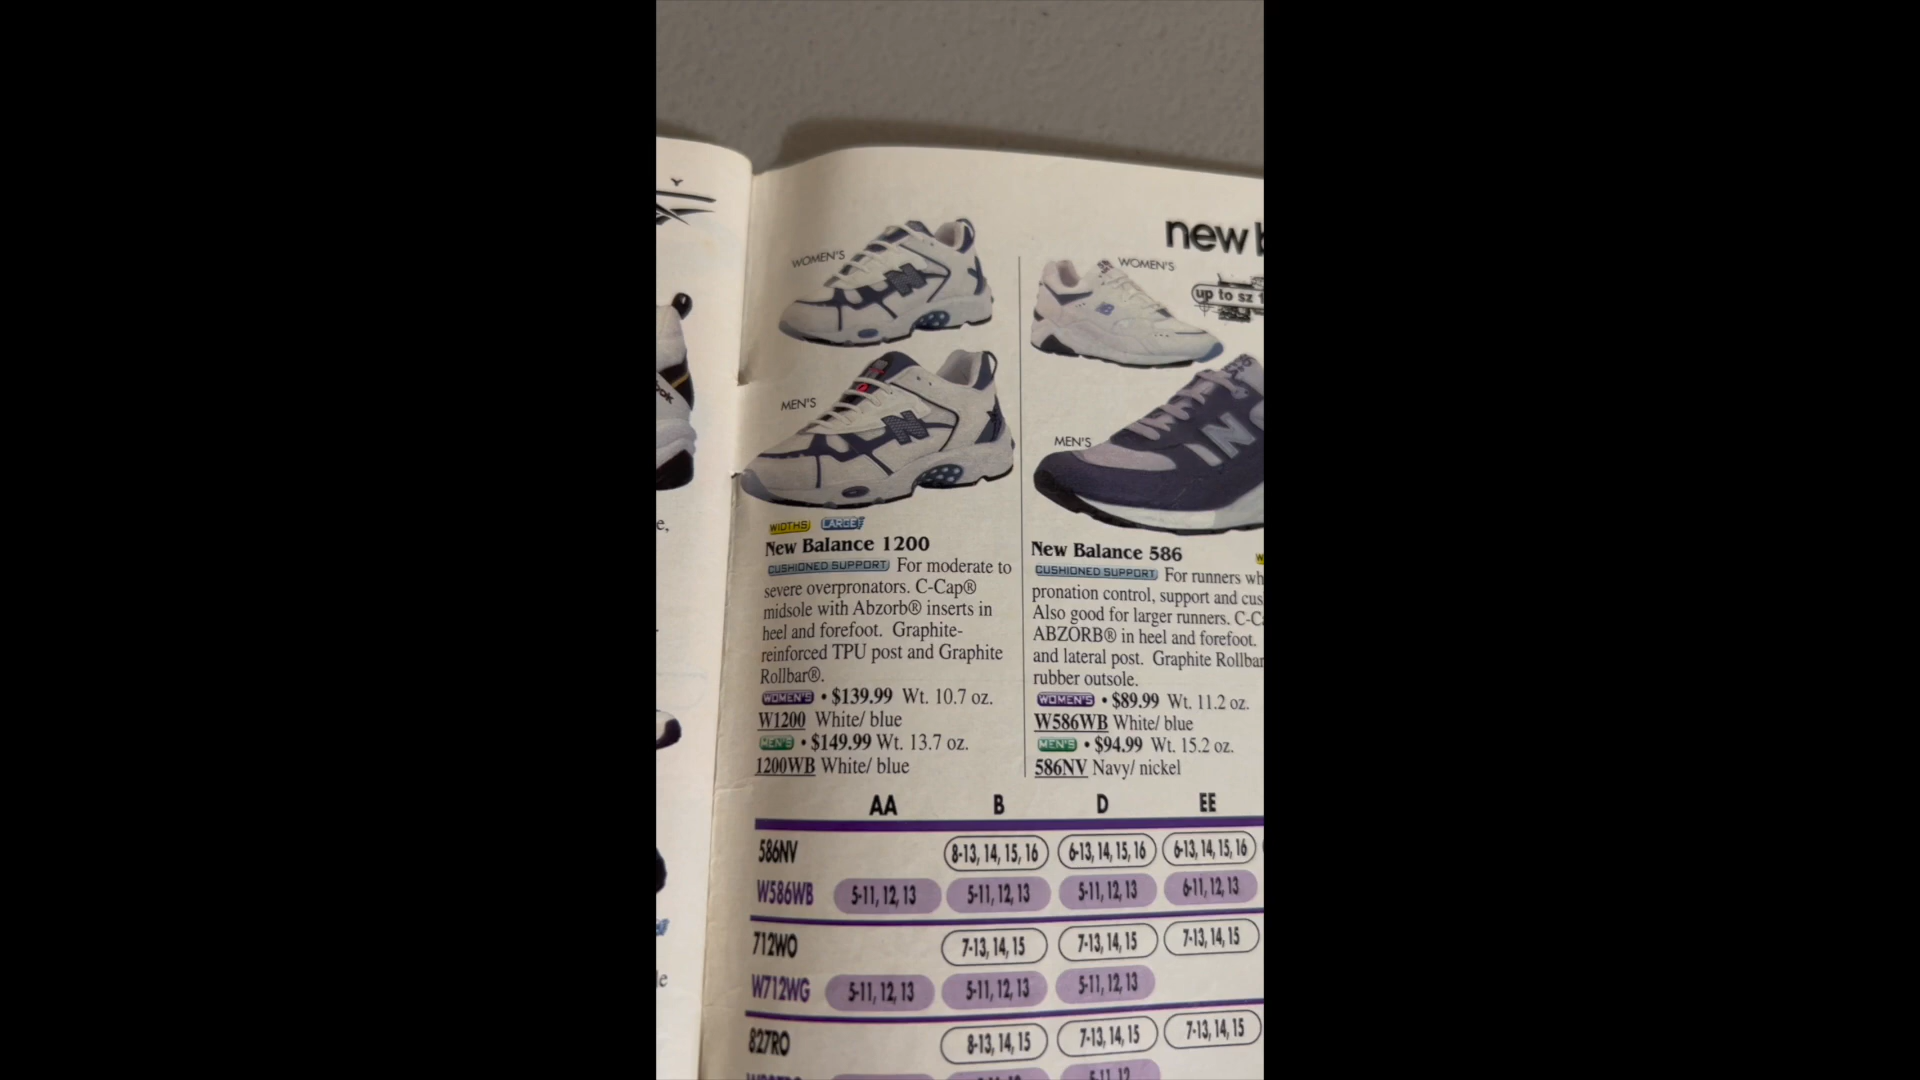 new
WOMEN'S
WOMEN'S
up to sz
MEN'S
MEN'S
WIDTHS
New Balance 1200
CUSHIONED SUPPORT For moderate to
severe overpronators. C-Cap®
midsole with Abzorb® inserts in
heel and forefoot. Graphite-
reinforced TPU post and Graphite
Rollbar®.
WOMEN'S • $139.99 Wt. 10.7 oz.
W1200 White/ blue
MEN'S • $149.99 Wt. 13.7 oz.
1200WB White/ blue
New Balance 586
CUSHIONED SUPPORT For runners
pronation control, support and
Also good for larger runners.
ABZORB® in heel and forefoot.
and lateral post. Graphite
rubber outsole.
WOMEN'S • $89.99 Wt. 11.2 oz.
W586WB White/ blue
MEN'S • $94.99 Wt. 15.2 oz.
586NV Navy/ nickel
AA B D EE
586NV 8-13, 14, 15, 16 6-13, 14, 15, 16 6-13, 14, 15, 16
W586WB 5-11, 12, 13 5-11, 12, 13 5-11, 12, 13 6-11, 12, 13
712WO 7-13, 14, 15 7-13, 14, 15 7-13, 14, 15
W712WG 5-11, 12, 13 5-11, 12, 13 5-11, 12, 13
827RO 8-13, 14, 15 7-13, 14, 15 7-13, 14, 15